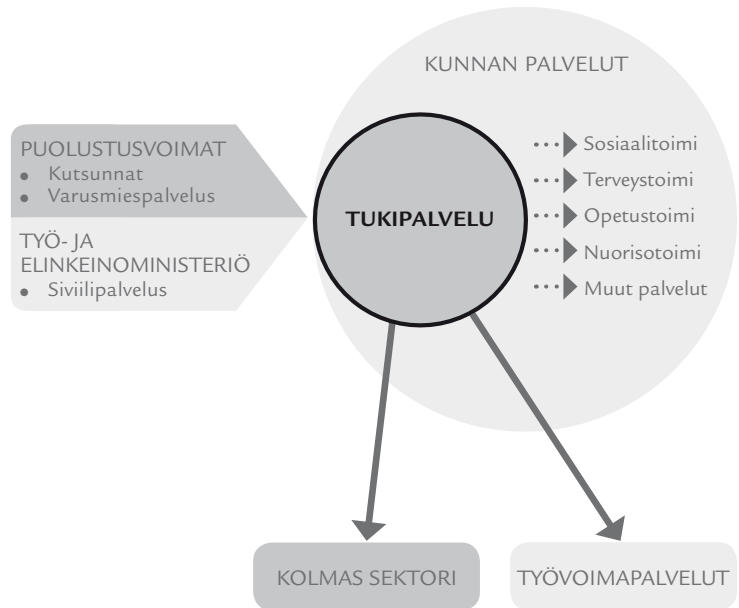 KUNNAN PALVELUT
PUOLUSTUSVOIMAT
• Kutsunnat
• Varusmiespalvelus
TYÖ- JA
ELINKEINOMINISTERIÖ
• Siviilipalvelus
TUKIPALVELU
Sosiaalitoimi
Terveystoimi
Opetustoimi
Nuorisotoimi
Muut palvelut
KOLMAS SEKTORI
TYÖVOIMAPALVELUT